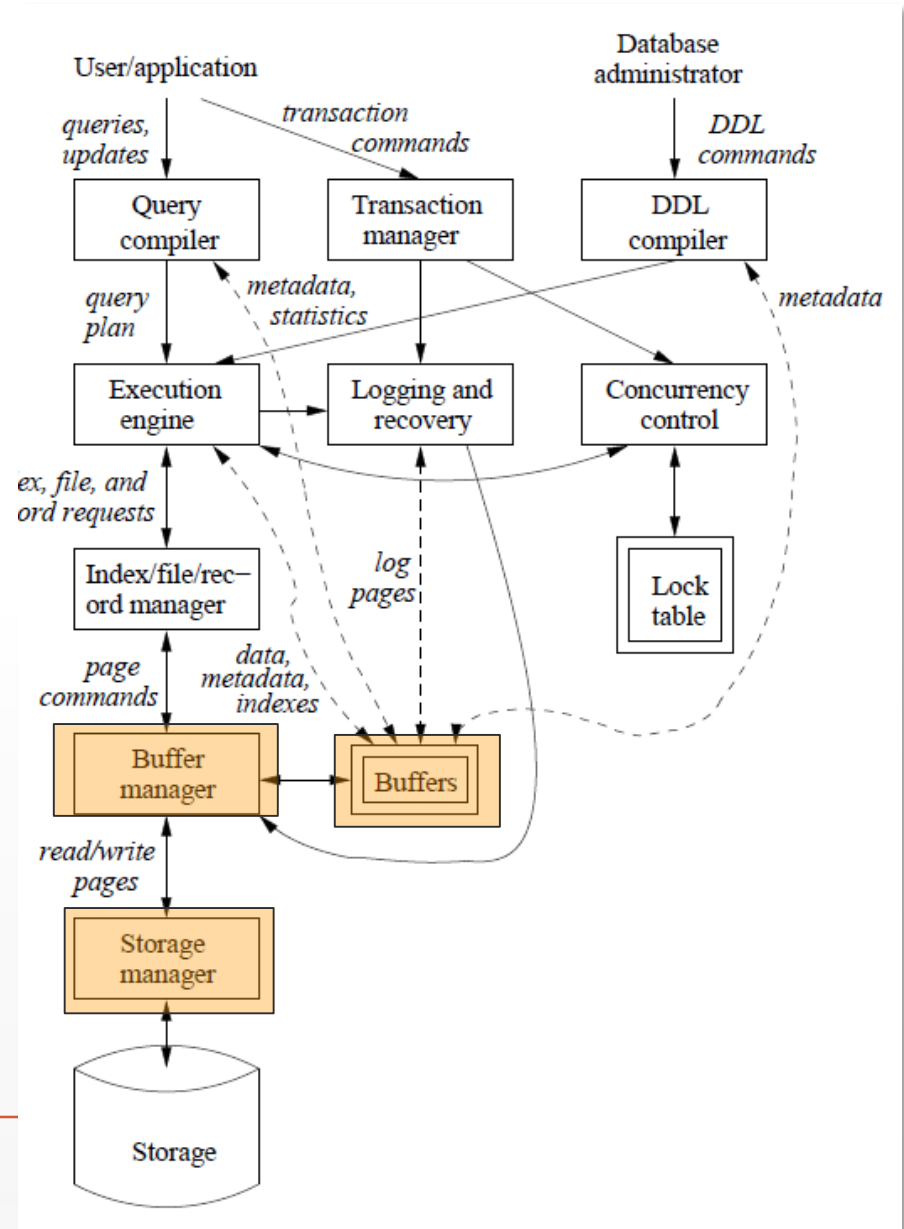 User/application
Database
administrator
queries,
updates
transaction
commands
DDL
commands
Query
compiler
Transaction
manager
DDL
compiler
query
plan
metadata,
statistics
metadata
Execution
engine
Logging and
recovery
Concurrency
control
ex, file, and
ord requests
Index/file/rec−
ord manager
log
pages
Lock
table
page
commands
data,
metadata,
indexes
Buffer
manager
Buffers
read/write
pages
Storage
manager
Storage